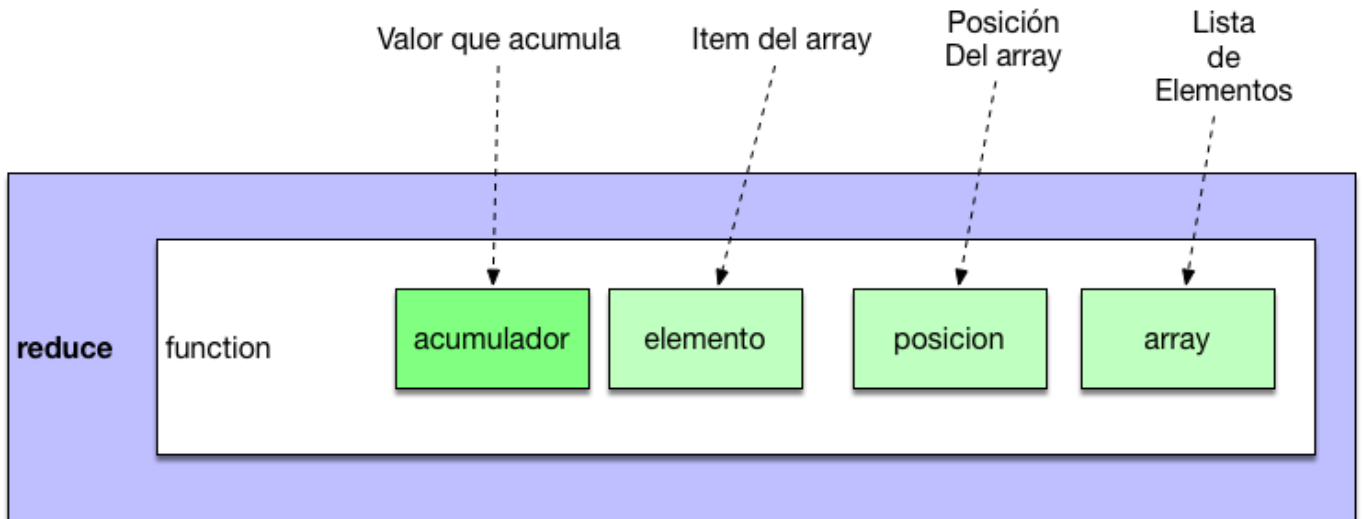 Valor que acumula
Item del array
Posición
Del array
Lista
de
Elementos
reduce
function
acumulador
elemento
posicion
array